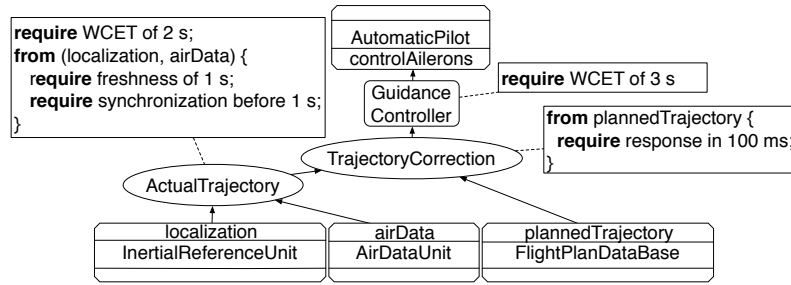 require WCET of 2 s;
from (localization, airData) {
require freshness of 1 s;
require synchronization before 1 s;
}
AutomaticPilot
controlAilerons
require WCET of 3 s
Guidance
Controller
from plannedTrajectory {
require response in 100 ms;
}
TrajectoryCorrection
ActualTrajectory
localization
InertialReferenceUnit
airData
AirDataUnit
plannedTrajectory
FlightPlanDataBase